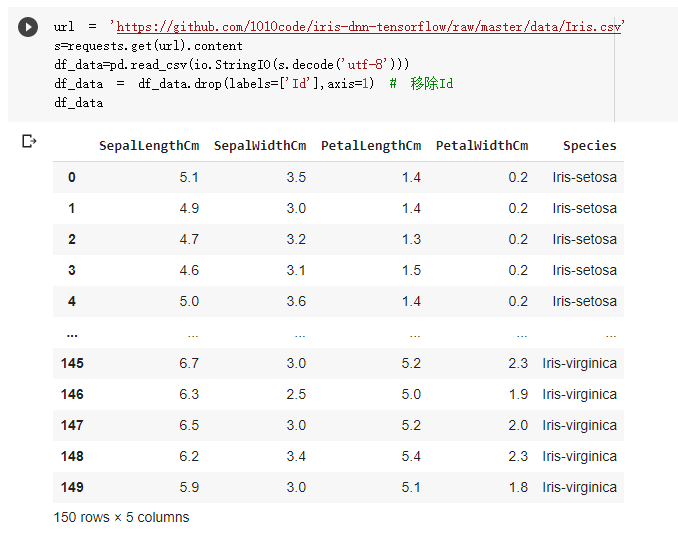 url = 'https://github.com/1010code/iris-dnn-tensorflow/raw/master/data/Iris.csv'
s=requests.get(url).content
df_data=pd.read_csv(io.StringIO(s.decode('utf-8')))
df_data = df_data.drop(labels=['Id'],axis=1) # 移除Id
df_data
SepalLengthCm SepalWidthCm PetalLengthCm PetalWidthCm Species
0 5.1 3.5 1.4 0.2 Iris-setosa
1 4.9 3.0 1.4 0.2 Iris-setosa
2 4.7 3.2 1.3 0.2 Iris-setosa
3 4.6 3.1 1.5 0.2 Iris-setosa
4 5.0 3.6 1.4 0.2 Iris-setosa
... ... ... ... ... ...
145 6.7 3.0 5.2 2.3 Iris-virginica
146 6.3 2.5 5.0 1.9 Iris-virginica
147 6.5 3.0 5.2 2.0 Iris-virginica
148 6.2 3.4 5.4 2.3 Iris-virginica
149 5.9 3.0 5.1 1.8 Iris-virginica
150 rows × 5 columns